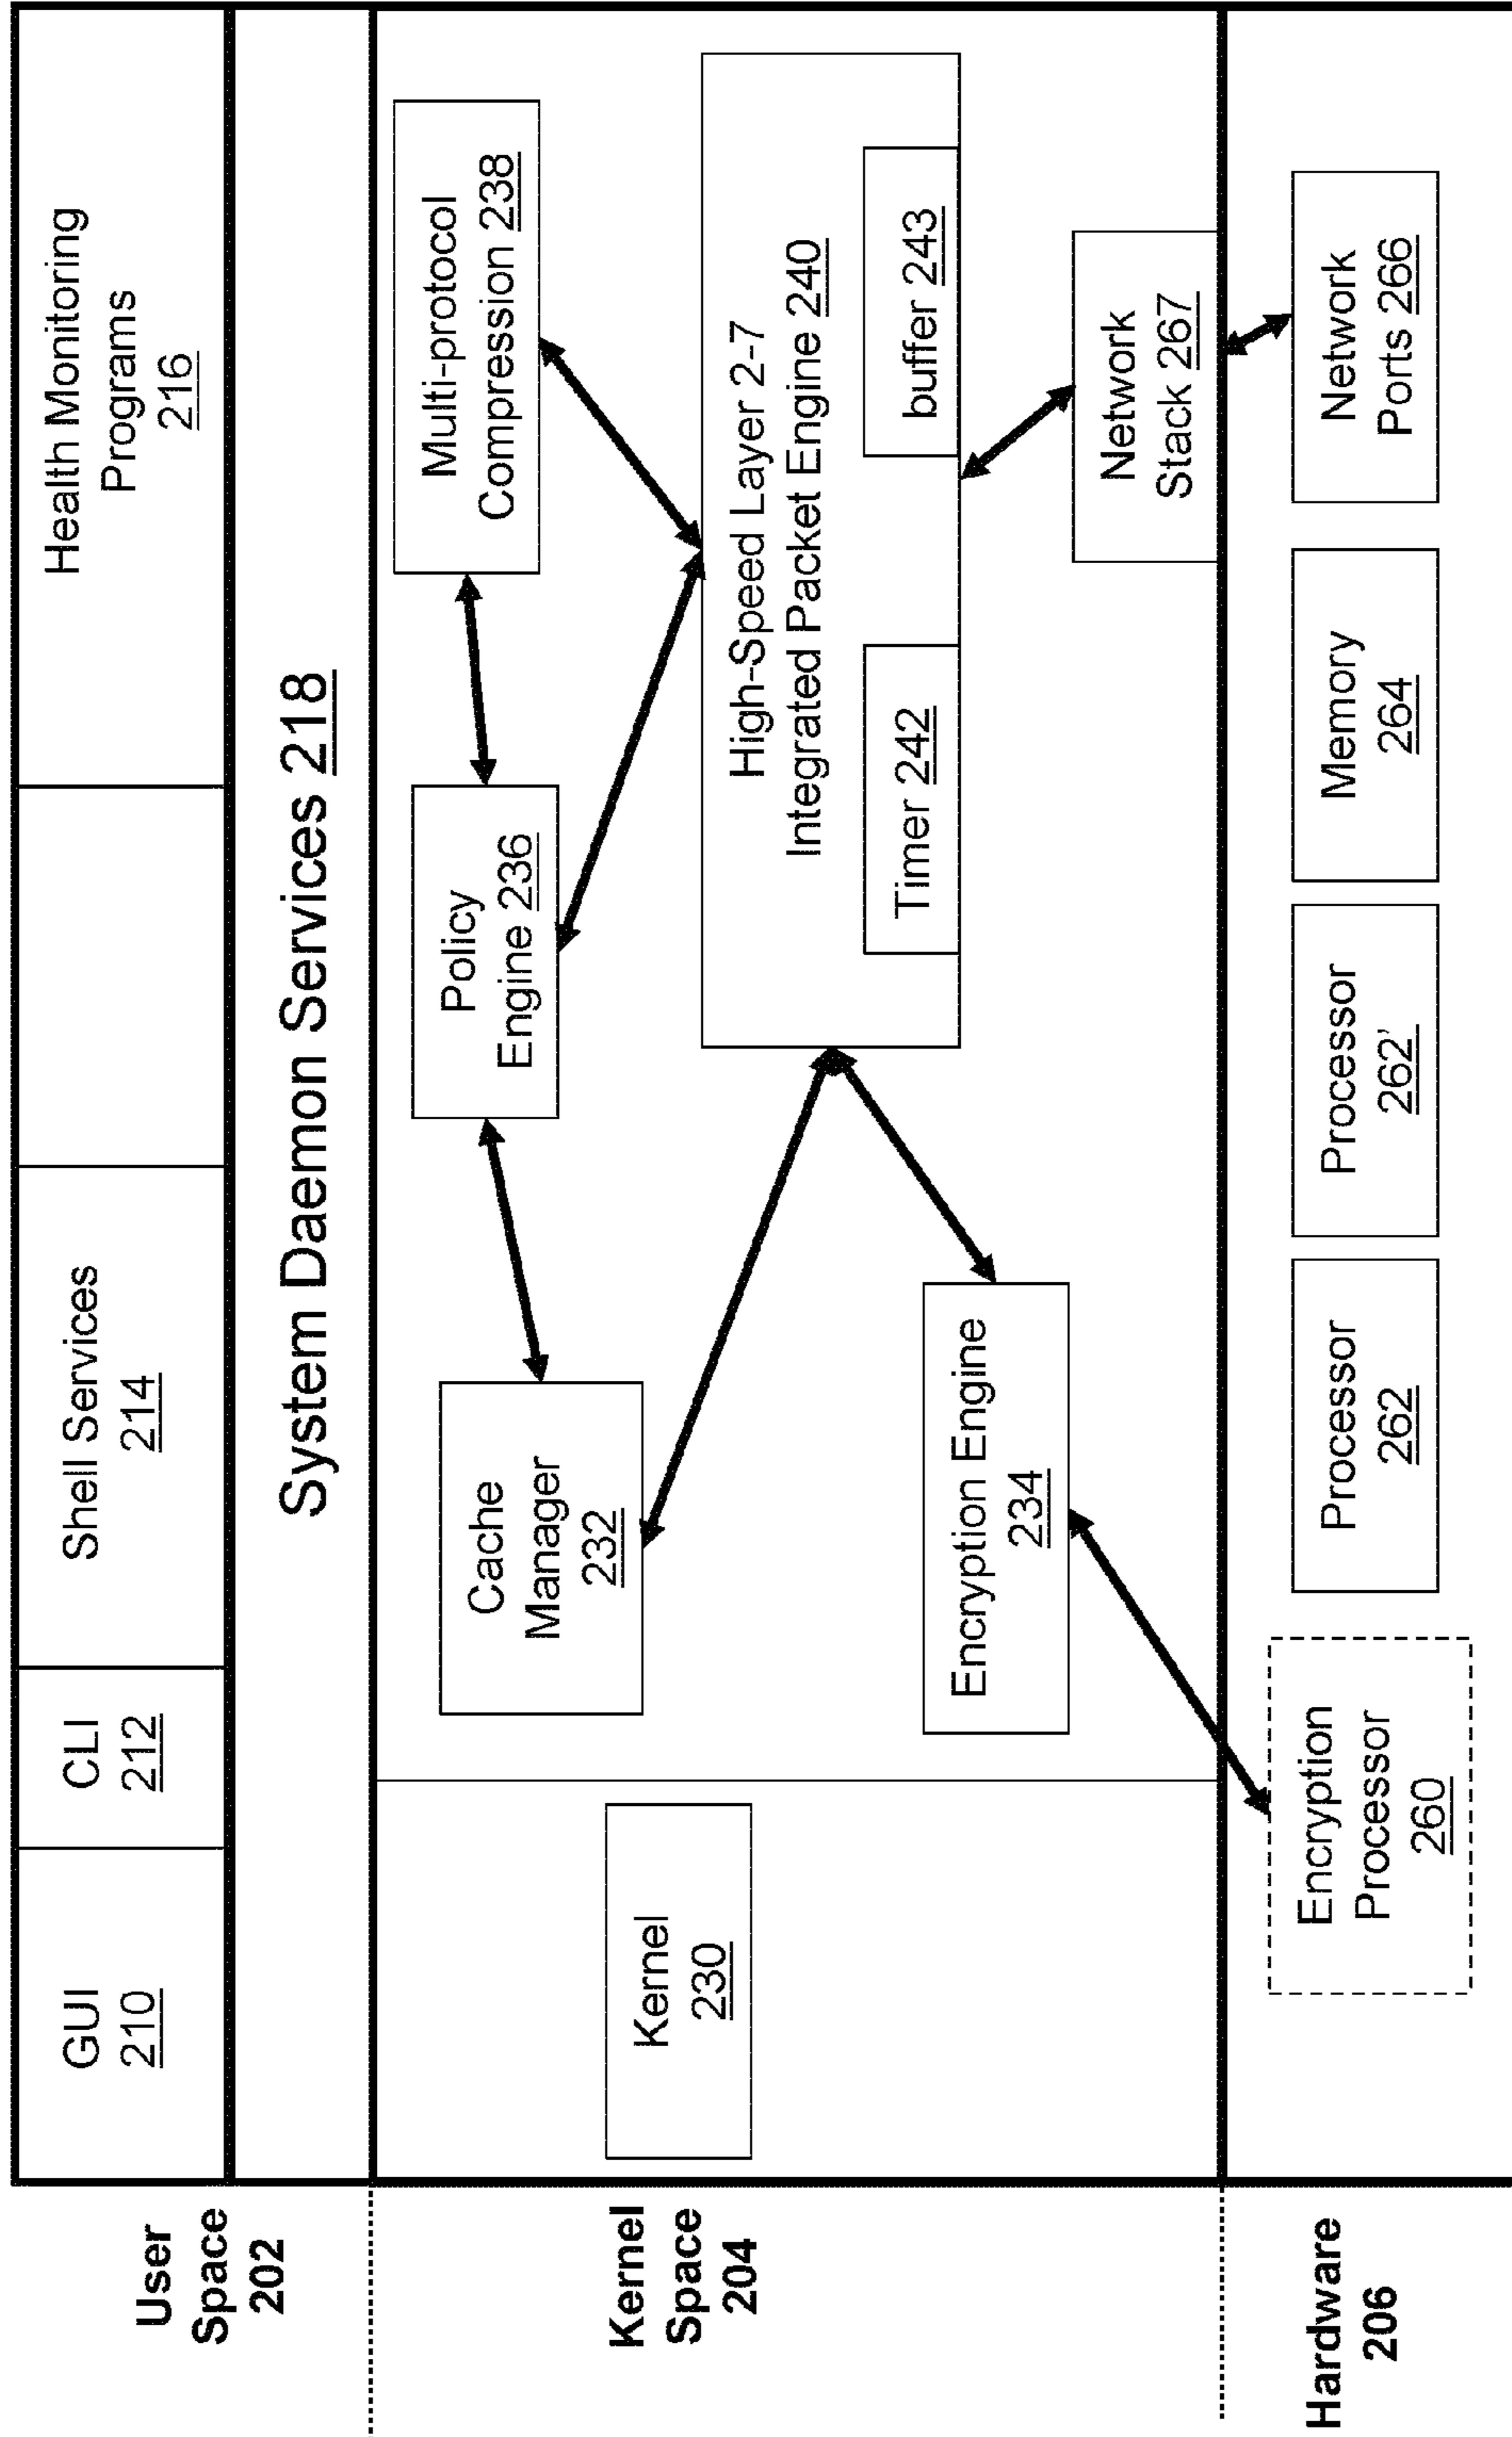 User
Space
202
GUI
210
CLI
212
Shell Services
214
Health Monitoring
Programs
216
System Daemon Services 218
Kernel
Space
204
Kernel
230
Cache
Manager
232
Policy
Engine 236
Multi-protocol
Compression 238
High-Speed Layer 2-7
Integrated Packet Engine 240
Timer 242
buffer 243
Encryption Engine
234
Network
Stack 267
Hardware
206
Encryption
Processor
260
Processor
262
Processor
262'
Memory
264
Network
Ports 266